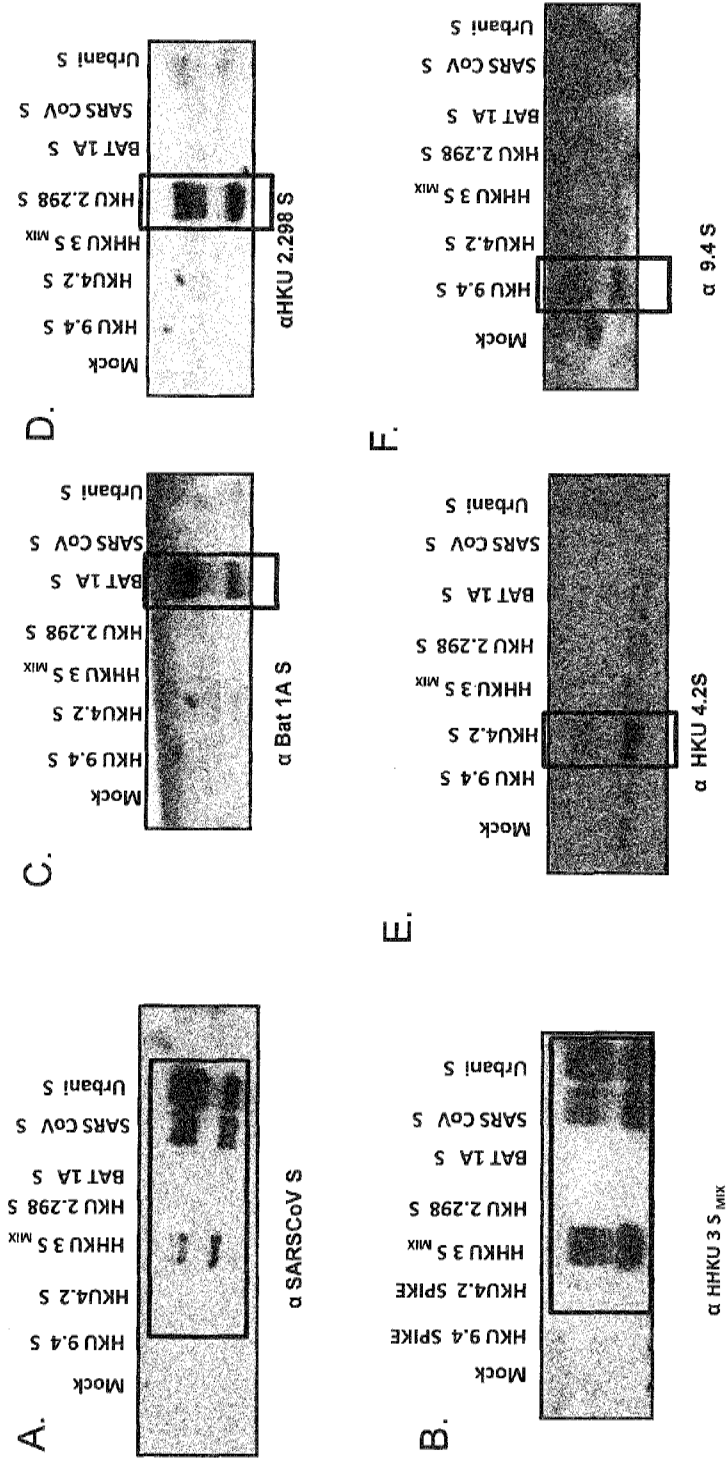 A.
Mock
HKU 9.4 S
HKU4.2 S
HHKU 3 S MIX
HKU 2.298 S
BAT 1A S
SARS CoV S
Urbani S
α SARSCoV S
B.
Mock
HKU 9.4 SPIKE
HKU4.2 SPIKE
HHKU 3 S MIX
HKU 2.298 S
BAT 1A S
SARS CoV S
Urbani S
α HHKU 3 S MIX
C.
Mock
HKU 9.4 S
HKU4.2 S
HHKU 3 S MIX
HKU 2.298 S
BAT 1A S
SARS CoV S
Urbani S
α Bat 1A S
D.
Mock
HKU 9.4 S
HKU4.2 S
HHKU 3 S MIX
HKU 2.298 S
BAT 1A S
SARS CoV S
Urbani S
αHKU 2.298 S
E.
Mock
HKU 9.4 S
HKU4.2 S
HHKU 3 S MIX
HKU 2.298 S
BAT 1A S
SARS CoV S
Urbani S
α HKU 4.2S
F.
Mock
HKU 9.4 S
HKU4.2 S
HHKU 3 S MIX
HKU 2.298 S
BAT 1A S
SARS CoV S
Urbani S
α 9.4 S